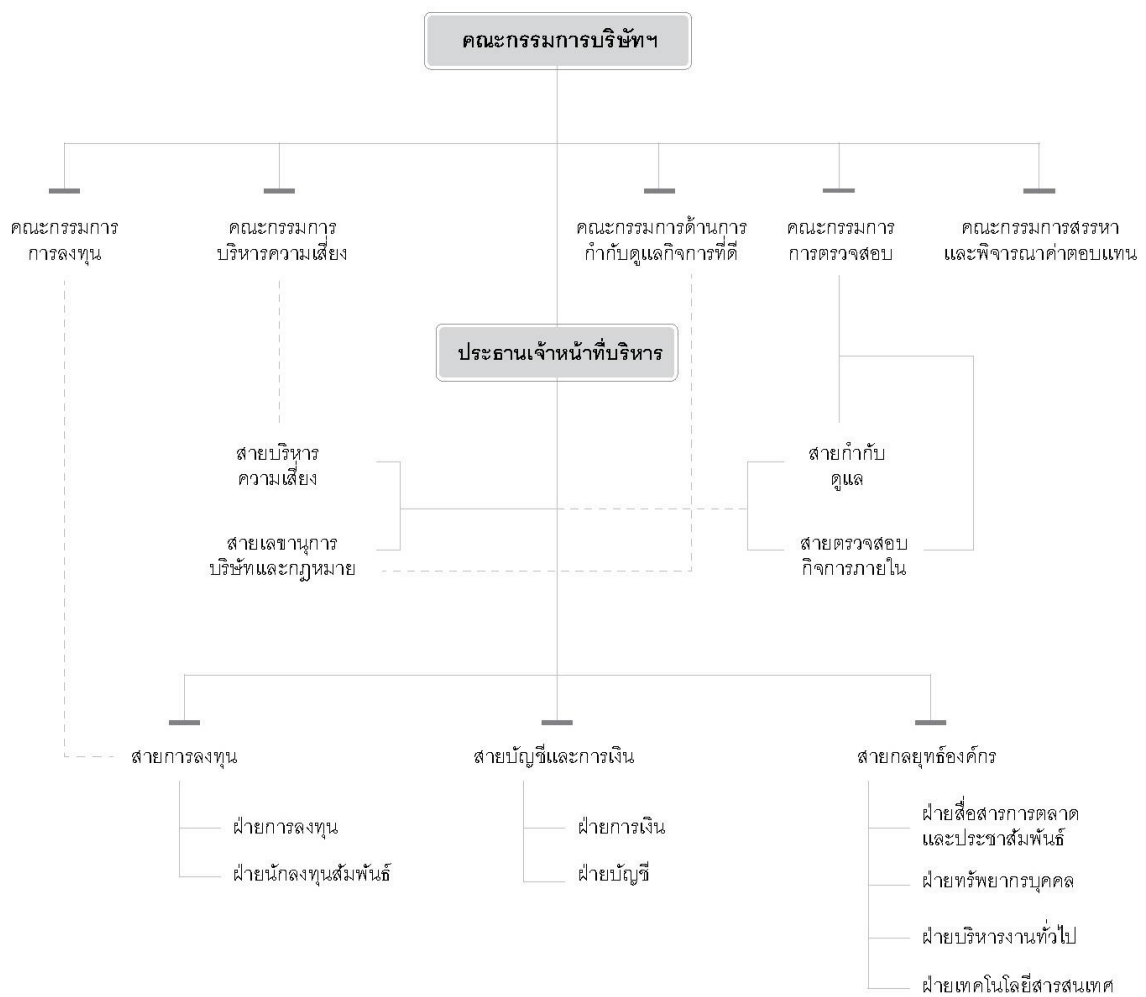 คณะกรรมการบริษัทฯ
คณะกรรมการ
การลงทุน
คณะกรรมการ
บริหารความเสี่ยง
คณะกรรมการด้านการ
กำกับดูแลกิจการที่ดี
คณะกรรมการ
การตรวจสอบ
คณะกรรมการสรรหา
และพิจารณาค่าตอบแทน
ประธานเจ้าหน้าที่บริหาร
สายบริหาร
ความเสี่ยง
สายกำกับ
ดูแล
สายเลขานุการ
บริษัทและกฎหมาย
สายตรวจสอบ
กิจการภายใน
สายการลงทุน
ฝ่ายการลงทุน
ฝ่ายนักลงทุนสัมพันธ์
สายบัญชีและการเงิน
ฝ่ายการเงิน
ฝ่ายบัญชี
สายกลยุทธ์องค์กร
ฝ่ายสื่อสารการตลาด
และประชาสัมพันธ์
ฝ่ายทรัพยากรบุคคล
ฝ่ายบริหารงานทั่วไป
ฝ่ายเทคโนโลยีสารสนเทศ